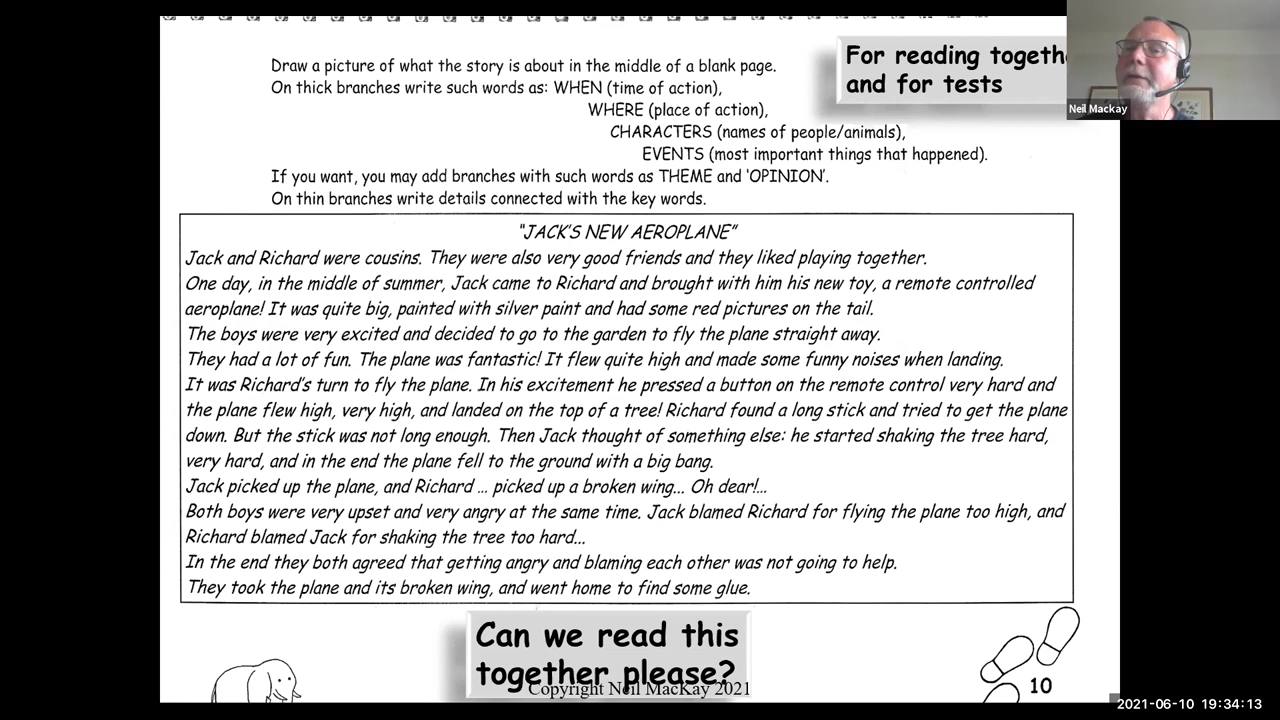 Draw a picture of what the story is about in the middle of a blank page.
On thick branches write such words as: WHEN (time of action),
WHERE (place of action),
CHARACTERS (names of people/animals),
EVENTS (most important things that happened).
If you want, you may add branches with such words as THEME and 'OPINION'.
On thin branches write details connected with the key words.
For reading togeth
and for tests
Neil Mackay
"JACK'S NEW AEROPLANE"
Jack and Richard were cousins. They were also very good friends and they liked playing together.
One day, in the middle of summer, Jack came to Richard and brought with him his new toy, a remote controlled
aeroplane! It was quite big, painted with silver paint and had some red pictures on the tail.
The boys were very excited and decided to go to the garden to fly the plane straight away.
They had a lot of fun. The plane was fantastic! It flew quite high and made some funny noises when landing.
It was Richard's turn to fly the plane. In his excitement he pressed a button on the remote control very hard and
the plane flew high, very high, and landed on the top of a tree! Richard found a long stick and tried to get the plane
down. But the stick was not long enough. Then Jack thought of something else: he started shaking the tree hard,
very hard, and in the end the plane fell to the ground with a big bang.
Jack picked up the plane, and Richard ... picked up a broken wing... Oh dear!...
Both boys were very upset and very angry at the same time. Jack blamed Richard for flying the plane too high, and
Richard blamed Jack for shaking the tree too hard...
In the end they both agreed that getting angry and blaming each other was not going to help.
They took the plane and its broken wing, and went home to find some glue.
Can we read this
together please?
Copyright Neil MacKay 2021
10
2021-06-10 19:34:13